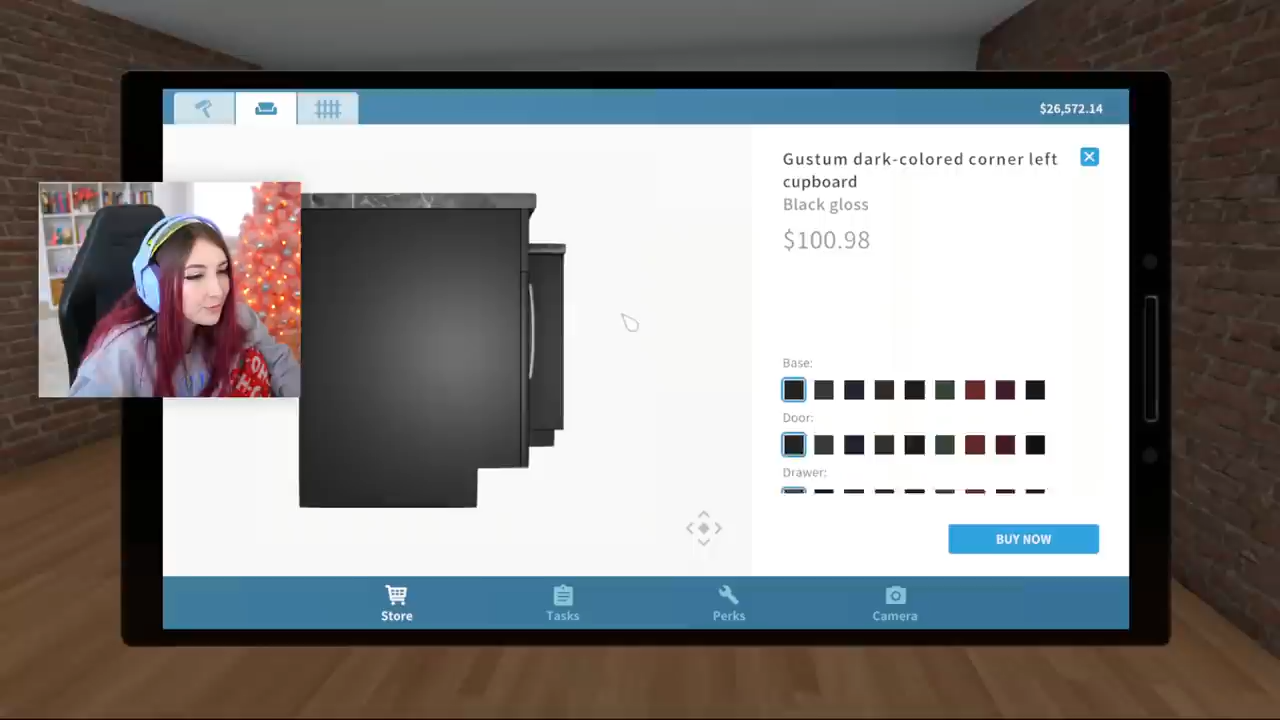 $26,572.14
Gustum dark-colored corner left
cupboard
Black gloss
$100.98
Base:
Door:
Drawer:
BUY NOW
Store
Tasks
Perks
Camera